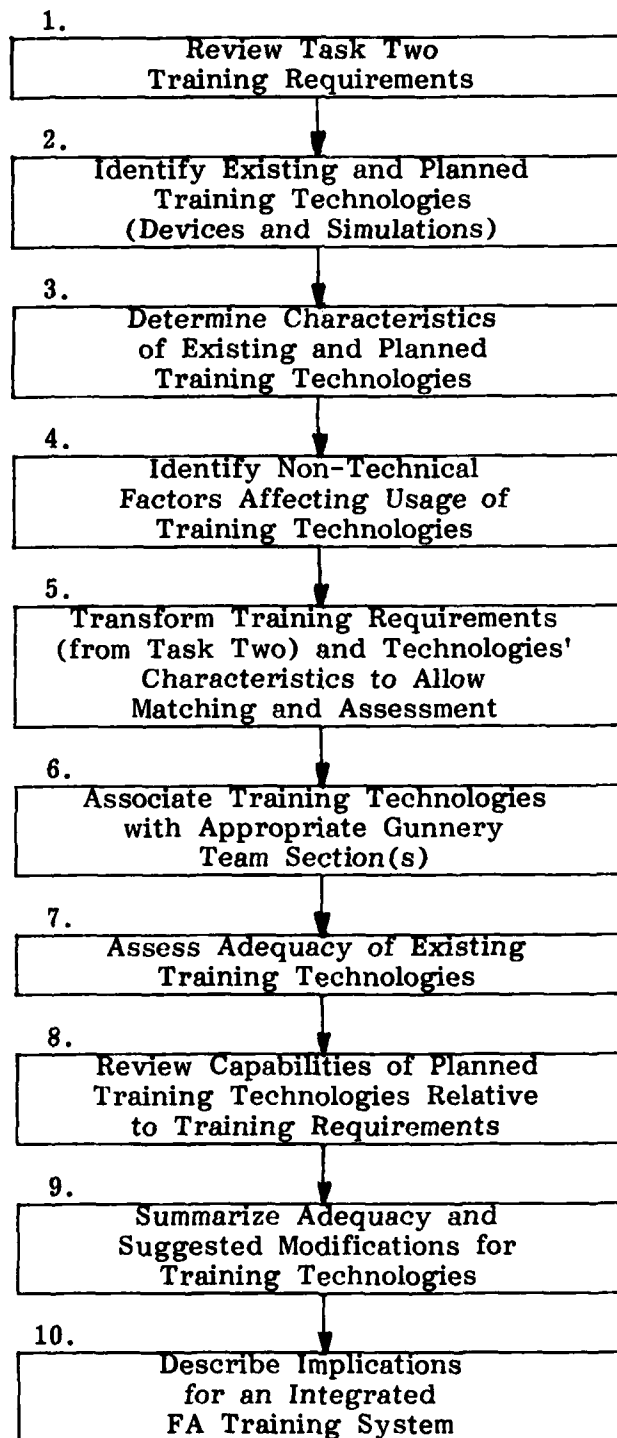 1.
Review Task Two
Training Requirements
2.
Identify Existing and Planned
Training Technologies
(Devices and Simulations)
3.
Determine Characteristics
of Existing and Planned
Training Technologies
4.
Identify Non-Technical
Factors Affecting Usage of
Training Technologies
5.
Transform Training Requirements
(from Task Two) and Technologies'
Characteristics to Allow
Matching and Assessment
6.
Associate Training Technologies
with Appropriate Gunnery
Team Section(s)
7.
Assess Adequacy of Existing
Training Technologies
8.
Review Capabilities of Planned
Training Technologies Relative
to Training Requirements
9.
Summarize Adequacy and
Suggested Modifications for
Training Technologies
10.
Describe Implications
for an Integrated
FA Training System